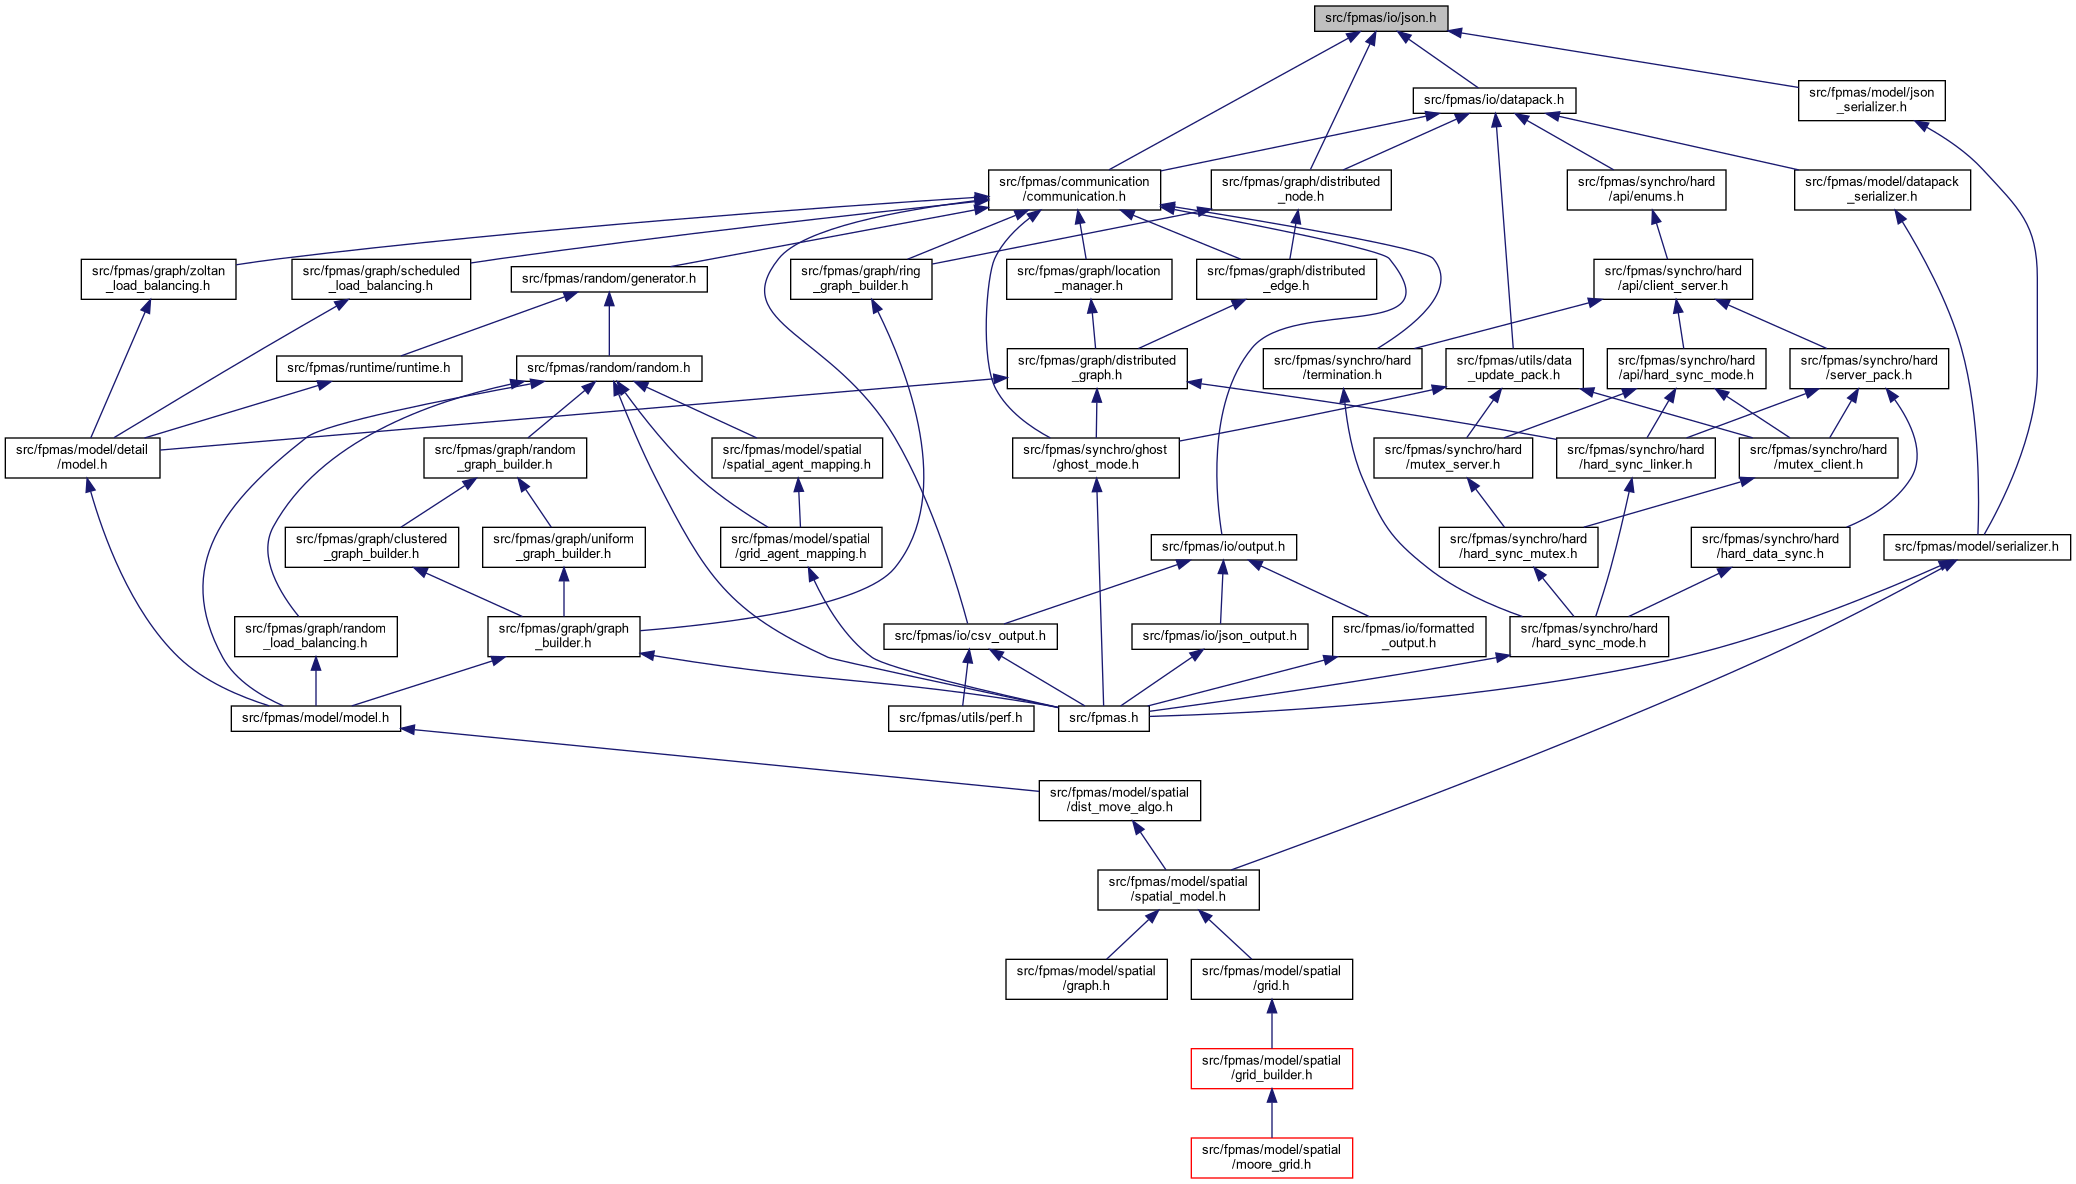 src/fpmas/io/json.h
src/fpmas/io/datapack.h
src/fpmas/model/json
_serializer.h
src/fpmas/communication
/communication.h
src/fpmas/graph/distributed
_node.h
src/fpmas/synchro/hard
/api/enums.h
src/fpmas/model/datapack
_serializer.h
src/fpmas/graph/zoltan
_load_balancing.h
src/fpmas/graph/scheduled
_load_balancing.h
src/fpmas/random/generator.h
src/fpmas/graph/ring
_graph_builder.h
src/fpmas/graph/location
_manager.h
src/fpmas/graph/distributed
_edge.h
src/fpmas/synchro/hard
/api/client_server.h
src/fpmas/runtime/runtime.h
src/fpmas/random/random.h
src/fpmas/graph/distributed
_graph.h
src/fpmas/synchro/hard
/termination.h
src/fpmas/utils/data
_update_pack.h
src/fpmas/synchro/hard
/api/hard_sync_mode.h
src/fpmas/synchro/hard
/server_pack.h
src/fpmas/model/detail
/model.h
src/fpmas/graph/random
_graph_builder.h
src/fpmas/model/spatial
/spatial_agent_mapping.h
src/fpmas/synchro/ghost
/ghost_mode.h
src/fpmas/synchro/hard
/mutex_server.h
src/fpmas/synchro/hard
/hard_sync_linker.h
src/fpmas/synchro/hard
/mutex_client.h
src/fpmas/graph/clustered
_graph_builder.h
src/fpmas/graph/uniform
_graph_builder.h
src/fpmas/model/spatial
/grid_agent_mapping.h
src/fpmas/io/output.h
src/fpmas/synchro/hard
/hard_sync_mutex.h
src/fpmas/synchro/hard
/hard_data_sync.h
src/fpmas/model/serializer.h
src/fpmas/graph/random
_load_balancing.h
src/fpmas/graph/graph
_builder.h
src/fpmas/io/csv_output.h
src/fpmas/io/json_output.h
src/fpmas/io/formatted
_output.h
src/fpmas/synchro/hard
/hard_sync_mode.h
src/fpmas/model/model.h
src/fpmas/utils/perf.h
src/fpmas.h
src/fpmas/model/spatial
/dist_move_algo.h
src/fpmas/model/spatial
/spatial_model.h
src/fpmas/model/spatial
/graph.h
src/fpmas/model/spatial
/grid.h
src/fpmas/model/spatial
/grid_builder.h
src/fpmas/model/spatial
/moore_grid.h